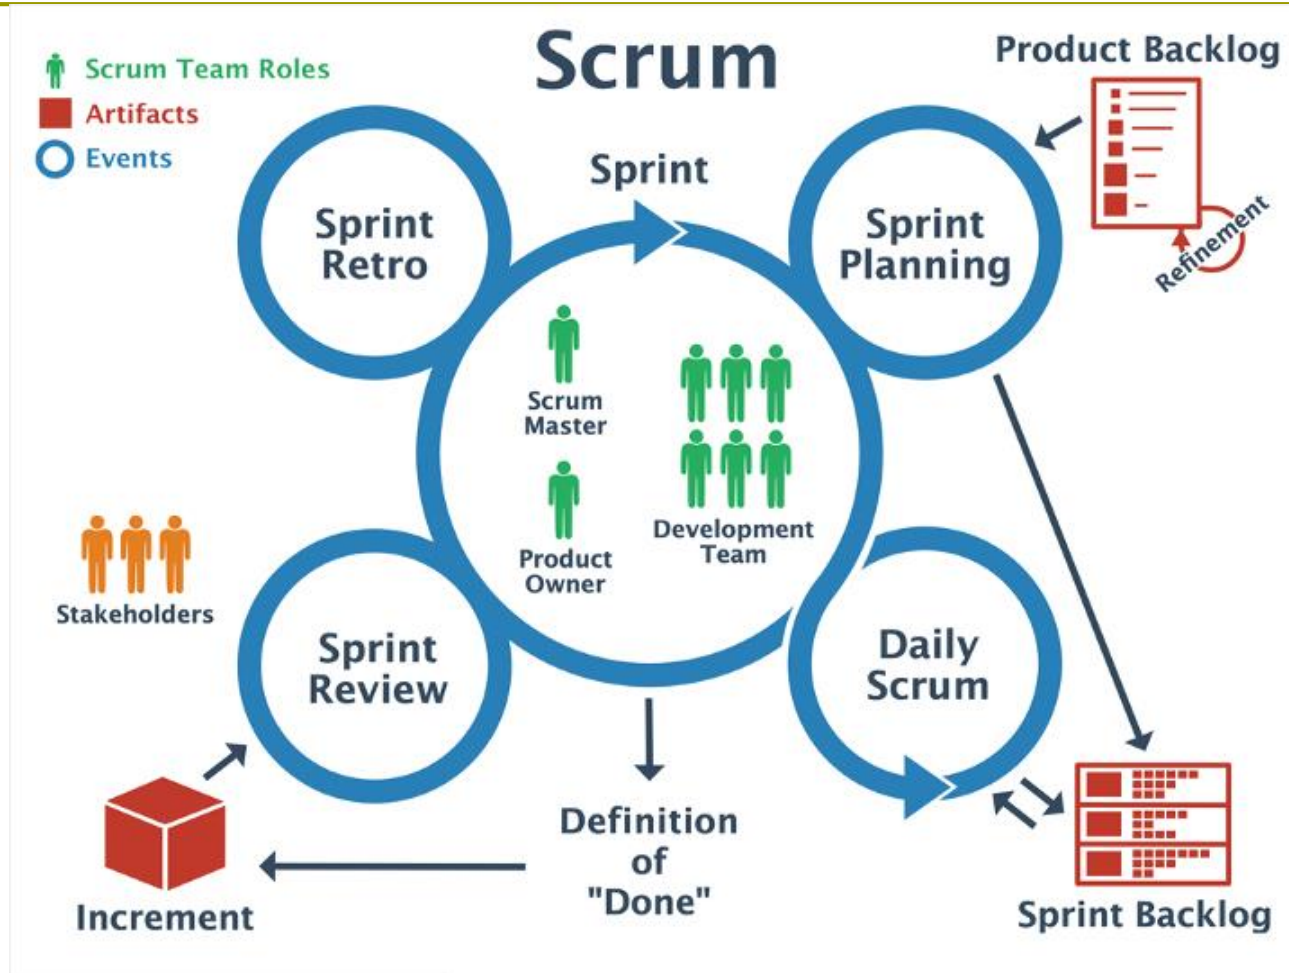 Scrum
Scrum Team Roles
Artifacts
Events
Product Backlog
Refinement
Sprint
Sprint
Retro
Sprint
Planning
Scrum
Master
Product
Owner
Development
Team
Stakeholders
Sprint
Review
Daily
Scrum
Definition
of
"Done"
Increment
Sprint Backlog